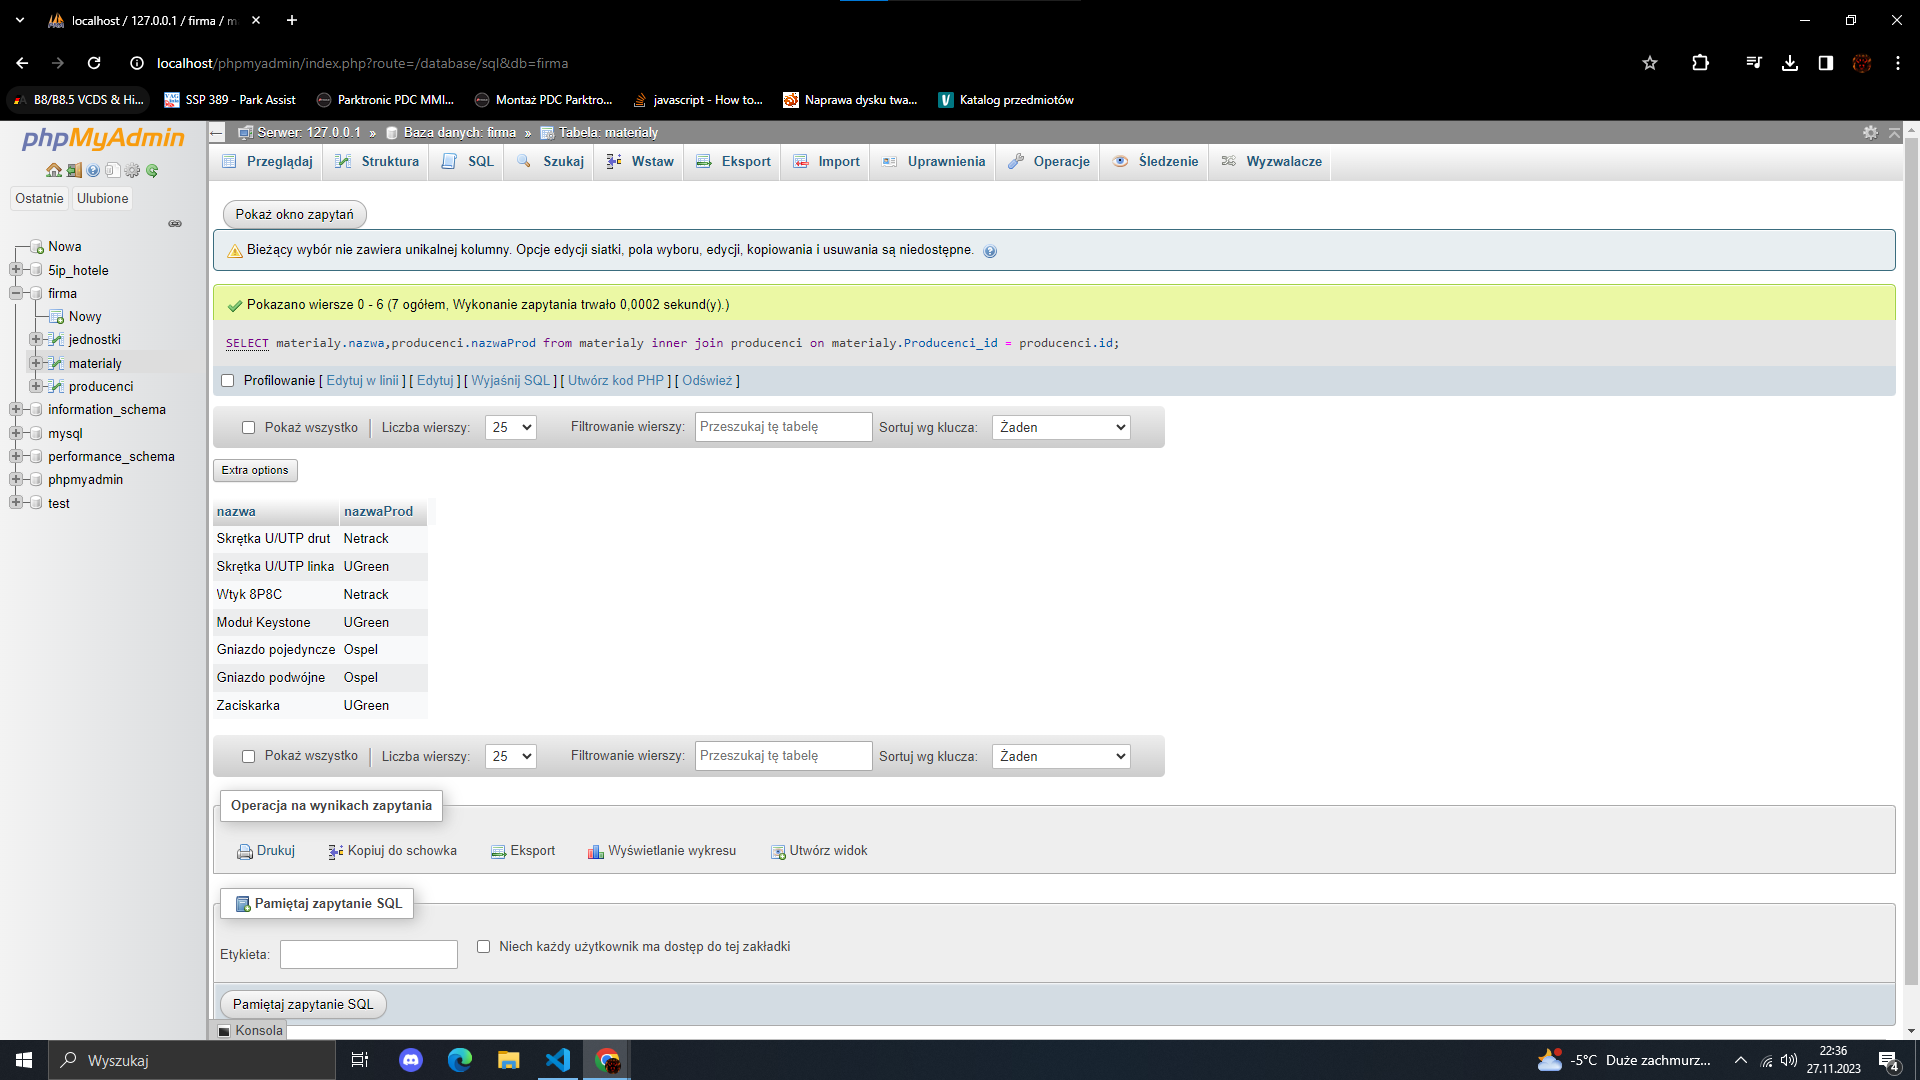 localhost / 127.0.0.1 / firma / m
localhost/phpmyadmin/index.php?route=/database/sql&db=firma
B8/B8.5 VCDS & Hi... SSP 389 - Park Assist Parktronic PDC MMI... Montaż PDC Parktro... javascript - How to... Naprawa dysku twa... Katalog przedmiotów
phpMyAdmin
Ostatnie Ulubione
Nowa
5ip_hotele
firma
Nowy
jednostki
materialy
producenci
information_schema
mysql
performance_schema
phpmyadmin
test
Serwer: 127.0.0.1 » Baza danych: firma » Tabela: materialy
Przeglądaj Struktura SQL Szukaj Wstaw Eksport Import Uprawnienia Operacje Śledzenie Wyzwalacze
Pokaż okno zapytań
Bieżący wybór nie zawiera unikalnej kolumny. Opcje edycji siatki, pola wyboru, edycji, kopiowania i usuwania są niedostępne.
Pokazano wiersze 0 - 6 (7 ogółem, Wykonanie zapytania trwało 0,0002 sekund(y).)
SELECT materialy.nazwa,producenci.nazwaProd from materialy inner join producenci on materialy.Producenci_id = producenci.id;
Profilowanie [ Edytuj w linii ] [ Edytuj ] [ Wyjaśnij SQL ] [ Utwórz kod PHP ] [ Odśwież ]
Pokaż wszystko Liczba wierszy: 25 Filtrowanie wierszy: Przeszukaj tę tabelę Sortuj wg klucza: Żaden
Extra options
nazwa nazwaProd
Skrętka U/UTP drut Netrack
Skrętka U/UTP linka UGreen
Wtyk 8P8C Netrack
Moduł Keystone UGreen
Gniazdo pojedyncze Ospel
Gniazdo podwójne Ospel
Zaciskarka UGreen
Pokaż wszystko Liczba wierszy: 25 Filtrowanie wierszy: Przeszukaj tę tabelę Sortuj wg klucza: Żaden
Operacja na wynikach zapytania
Drukuj Kopiuj do schowka Eksport Wyświetlanie wykresu Utwórz widok
Pamiętaj zapytanie SQL
Etykieta: Niech każdy użytkownik ma dostęp do tej zakładki
Pamiętaj zapytanie SQL
Konsola
Wyszukaj
-5°C Duże zachmurz...
22:36
27.11.2023
4